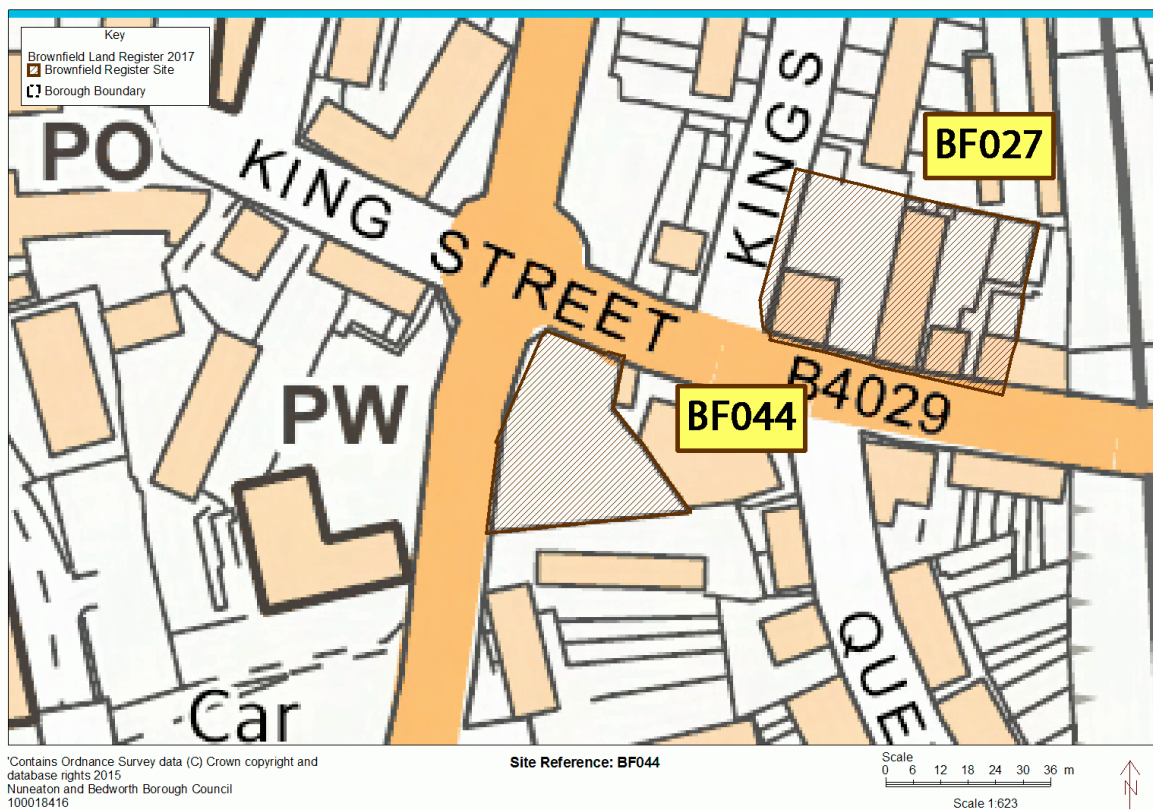 Key
Brownfield Land Register 2017
Brownfield Register Site
Borough Boundary
PO
KING STREET
KINGS
BF027
B4029
BF044
PW
QUE
Car
'Contains Ordnance Survey data (C) Crown copyright and
database rights 2015
Nuneaton and Bedworth Borough Council
100018416
Site Reference: BF044
Scale
0 6 12 18 24 30 36 m
Scale 1:623
N